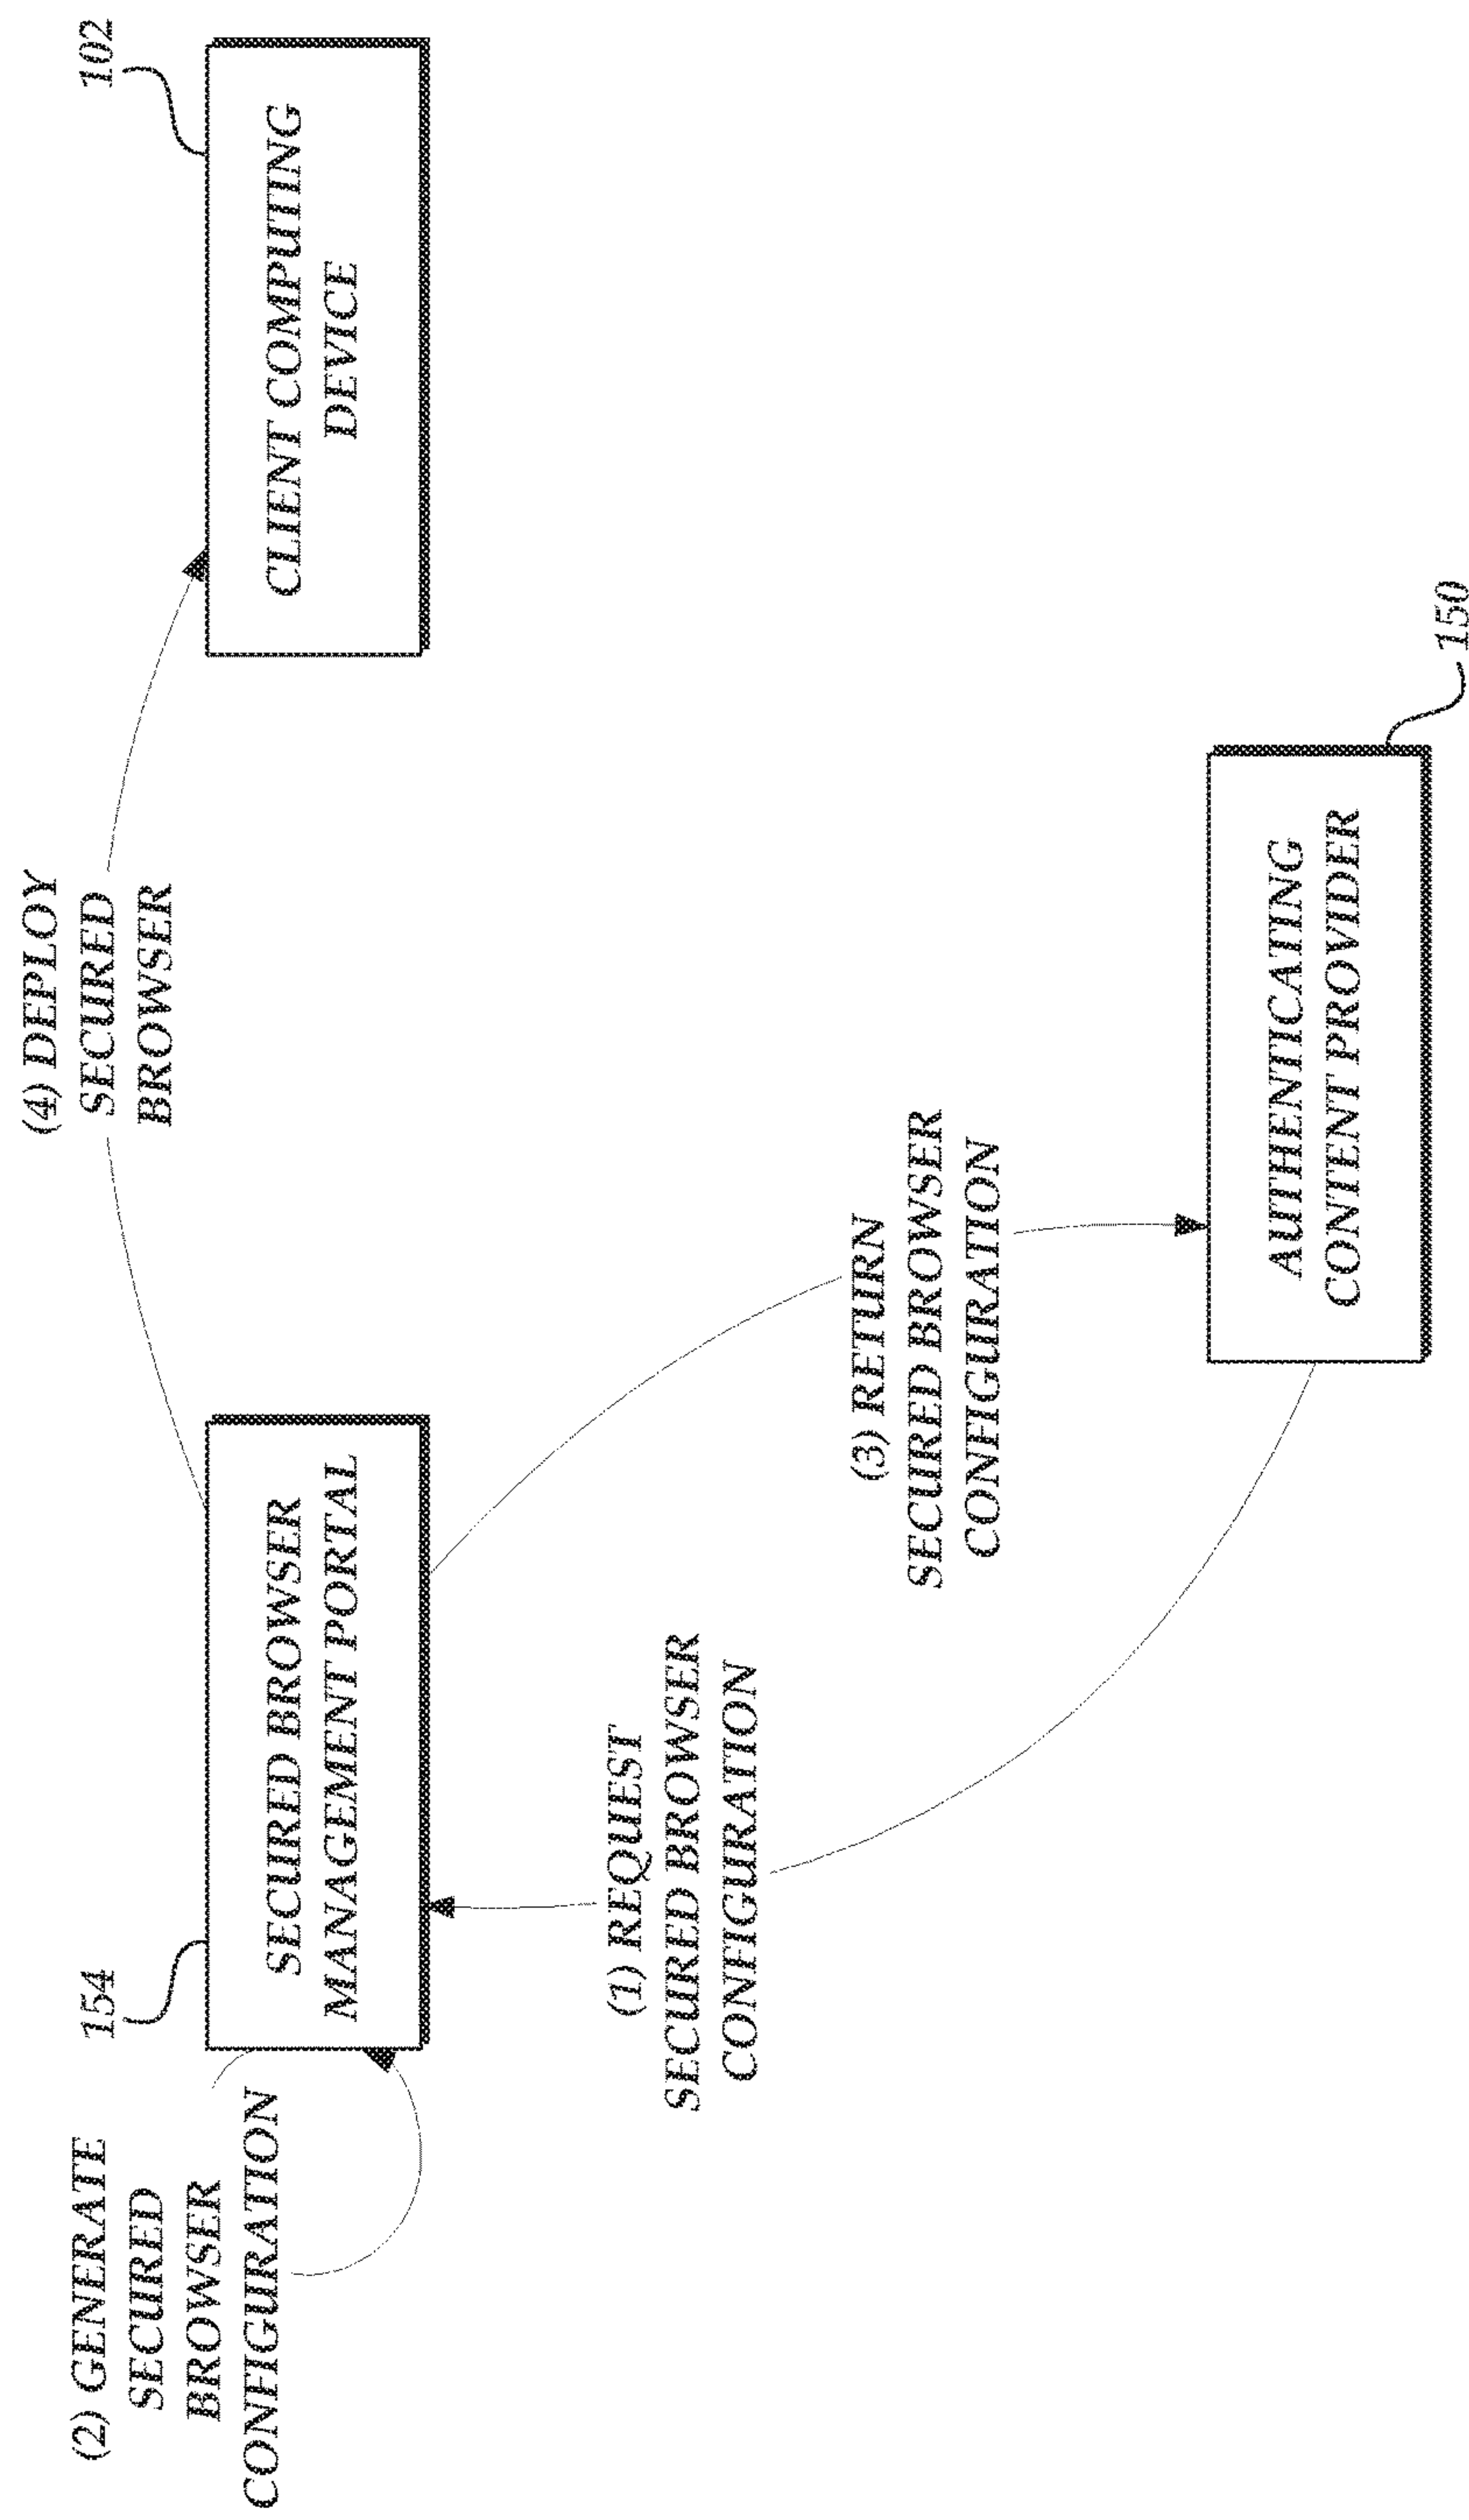 (2) GENERATE
SECURED
BROWSER
CONFIGURATION
154
SECURED BROWSER
MANAGEMENT PORTAL
(4) DEPLOY
SECURED
BROWSER
102
CLIENT COMPUTING
DEVICE
(1) REQUEST
SECURED BROWSER
CONFIGURATION
(3) RETURN
SECURED BROWSER
CONFIGURATION
AUTHENTICATING
CONTENT PROVIDER
150